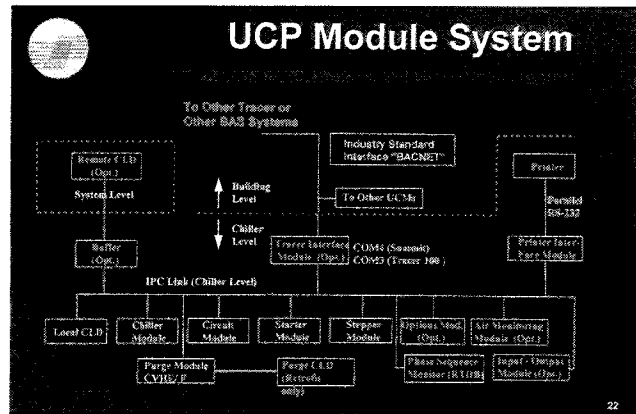 UCP Module System
To Other Tracer or
Other BAS Systems
Industry Standard
Interface "BACNET"
Remote CLD
(Opt.)
System Level
Building
Level
To Other UCMs
Printer
Parallel
RS-232
Chiller
Level
Buffer
(Opt.)
Tracer Interface
Module (Opt.)
COM4 (Summit)
COM3 (Tracer 100)
Printer Inter-
Face Module
IPC Link (Chiller Level)
Local CLD
Chiller
Module
Circuit
Module
Starter
Module
Stepper
Module
Options Mod.
(Opt.)
Air Monitoring
Module (Opt.)
Purge Module
CVHE/F
Purge CLD
(Retrofit
only)
Phase Sequence
Monitor
Input - Output
Module (Opt.)
22